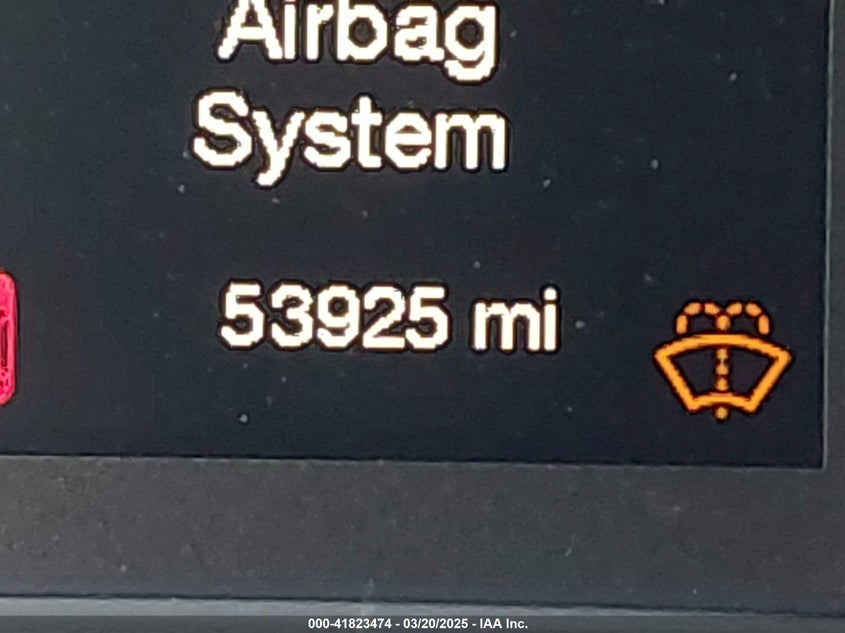 Airbag
System
53925 mi
000-41823474 - 03/20/2025 - IAA Inc.